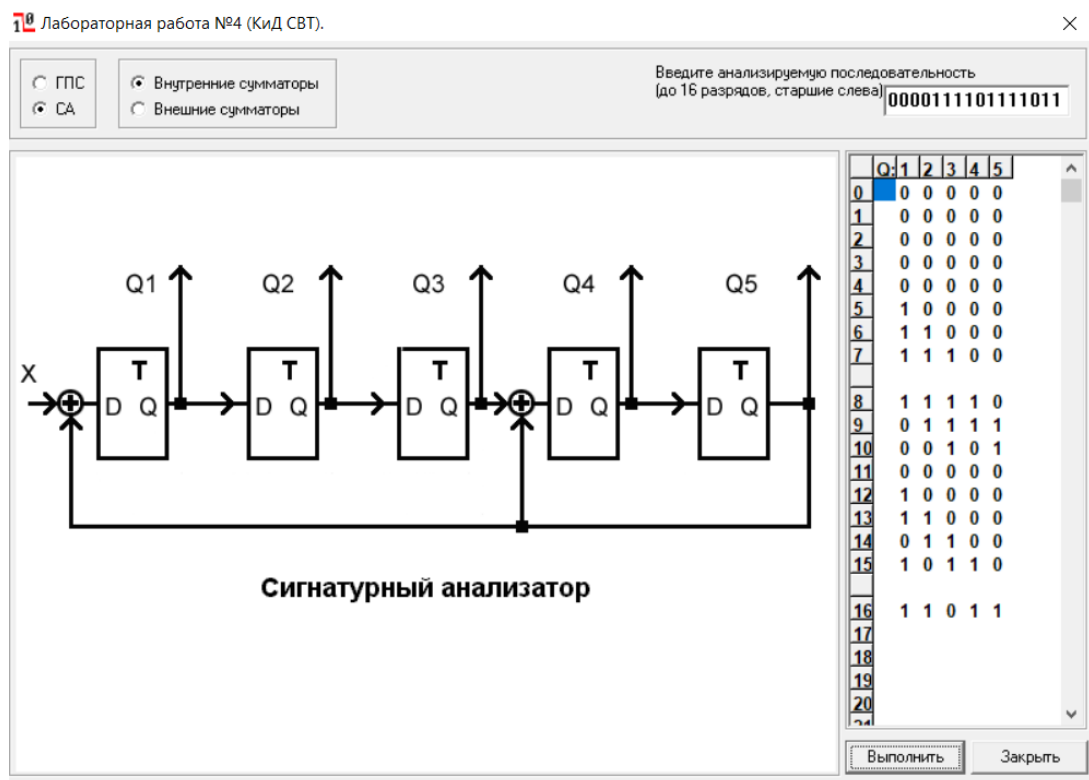 Лабораторная работа №4 (КиД СВТ).
ГПС
СА
Внутренние сумматоры
Внешние сумматоры
Введите анализируемую последовательность
(до 16 разрядов, старшие слева)
0000111101111011
Q1
Q2
Q3
Q4
Q5
X
T
D Q
T
D Q
T
D Q
T
D Q
T
D Q
Сигнатурный анализатор
Q: 1 2 3 4 5
0 0 0 0 0 0
1 0 0 0 0 0
2 0 0 0 0 0
3 0 0 0 0 0
4 0 0 0 0 0
5 1 0 0 0 0
6 1 1 0 0 0
7 1 1 1 0 0
8 1 1 1 1 0
9 0 1 1 1 1
10 0 0 1 0 1
11 0 0 0 0 0
12 1 0 0 0 0
13 1 1 0 0 0
14 0 1 1 0 0
15 1 0 1 1 0
16 1 1 0 1 1
17
18
19
20
21
Выполнить
Закрыть